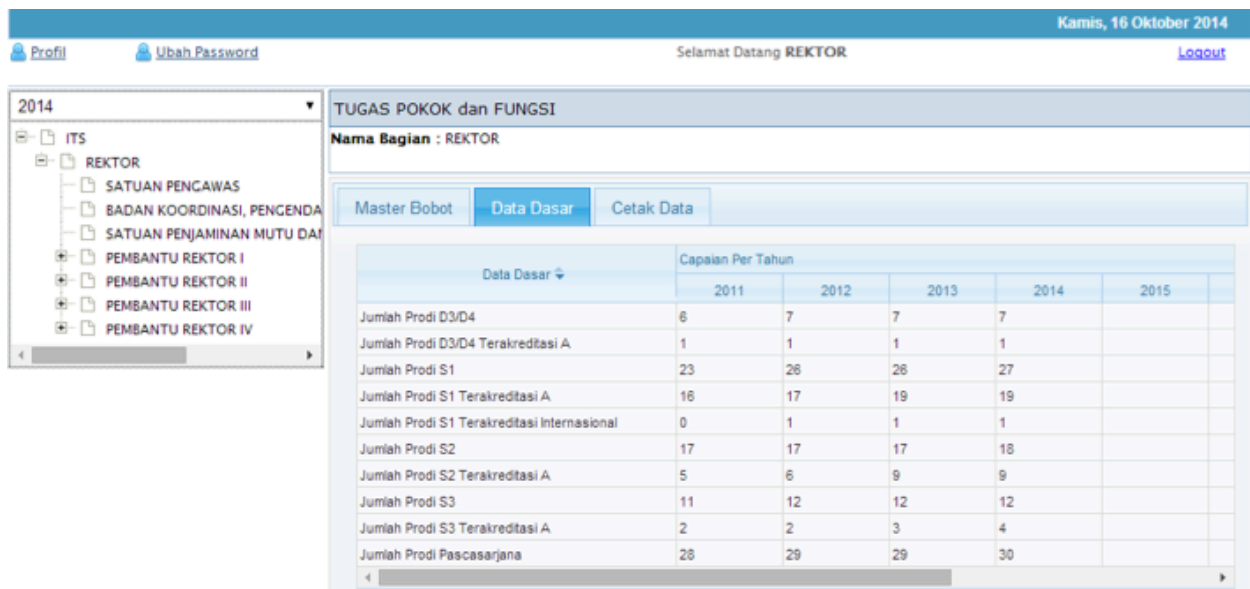 Kamis, 16 Oktober 2014
Profil Ubah Password Selamat Datang REKTOR Logout
2014
ITS
REKTOR
SATUAN PENGAWAS
BADAN KOORDINASI, PENGENDA
SATUAN PENJAMINAN MUTU DAN
PEMBANTU REKTOR I
PEMBANTU REKTOR II
PEMBANTU REKTOR III
PEMBANTU REKTOR IV
TUGAS POKOK dan FUNGSI
Nama Bagian : REKTOR
Master Bobot Data Dasar Cetak Data
Data Dasar Capaian Per Tahun
2011 2012 2013 2014 2015
Jumlah Prodi D3/D4 6 7 7 7
Jumlah Prodi D3/D4 Terakreditasi A 1 1 1 1
Jumlah Prodi S1 23 26 26 27
Jumlah Prodi S1 Terakreditasi A 16 17 19 19
Jumlah Prodi S1 Terakreditasi Internasional 0 1 1 1
Jumlah Prodi S2 17 17 17 18
Jumlah Prodi S2 Terakreditasi A 5 6 9 9
Jumlah Prodi S3 11 12 12 12
Jumlah Prodi S3 Terakreditasi A 2 2 3 4
Jumlah Prodi Pascasarjana 28 29 29 30